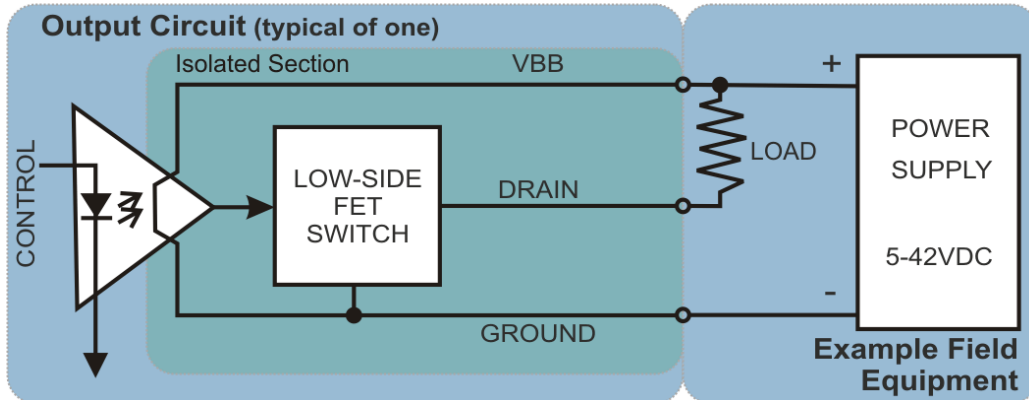 Output Circuit (typical of one)
Isolated Section
VBB
CONTROL
LOW-SIDE
FET
SWITCH
DRAIN
GROUND
LOAD
+
-
POWER
SUPPLY
5-42VDC
Example Field
Equipment